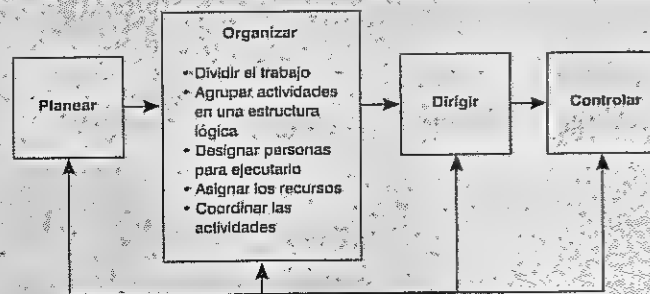 Organizar
• Dividir el trabajo
• Agrupar actividades
en una estructura
lógica
• Designar personas
para ejecutarlo
• Asignar los recursos
• Coordinar las
actividades
Planear
Dirigir
Controlar